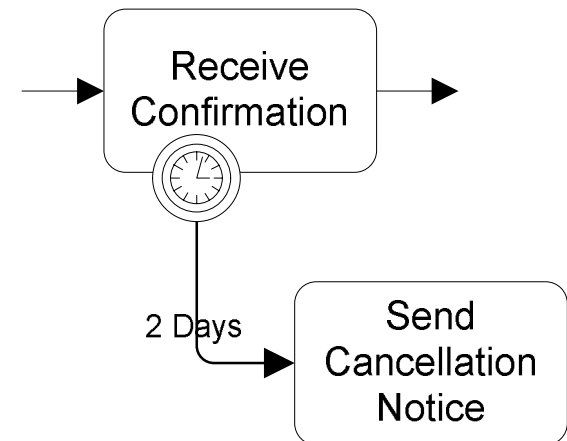 Receive
Confirmation
2 Days
Send
Cancellation
Notice